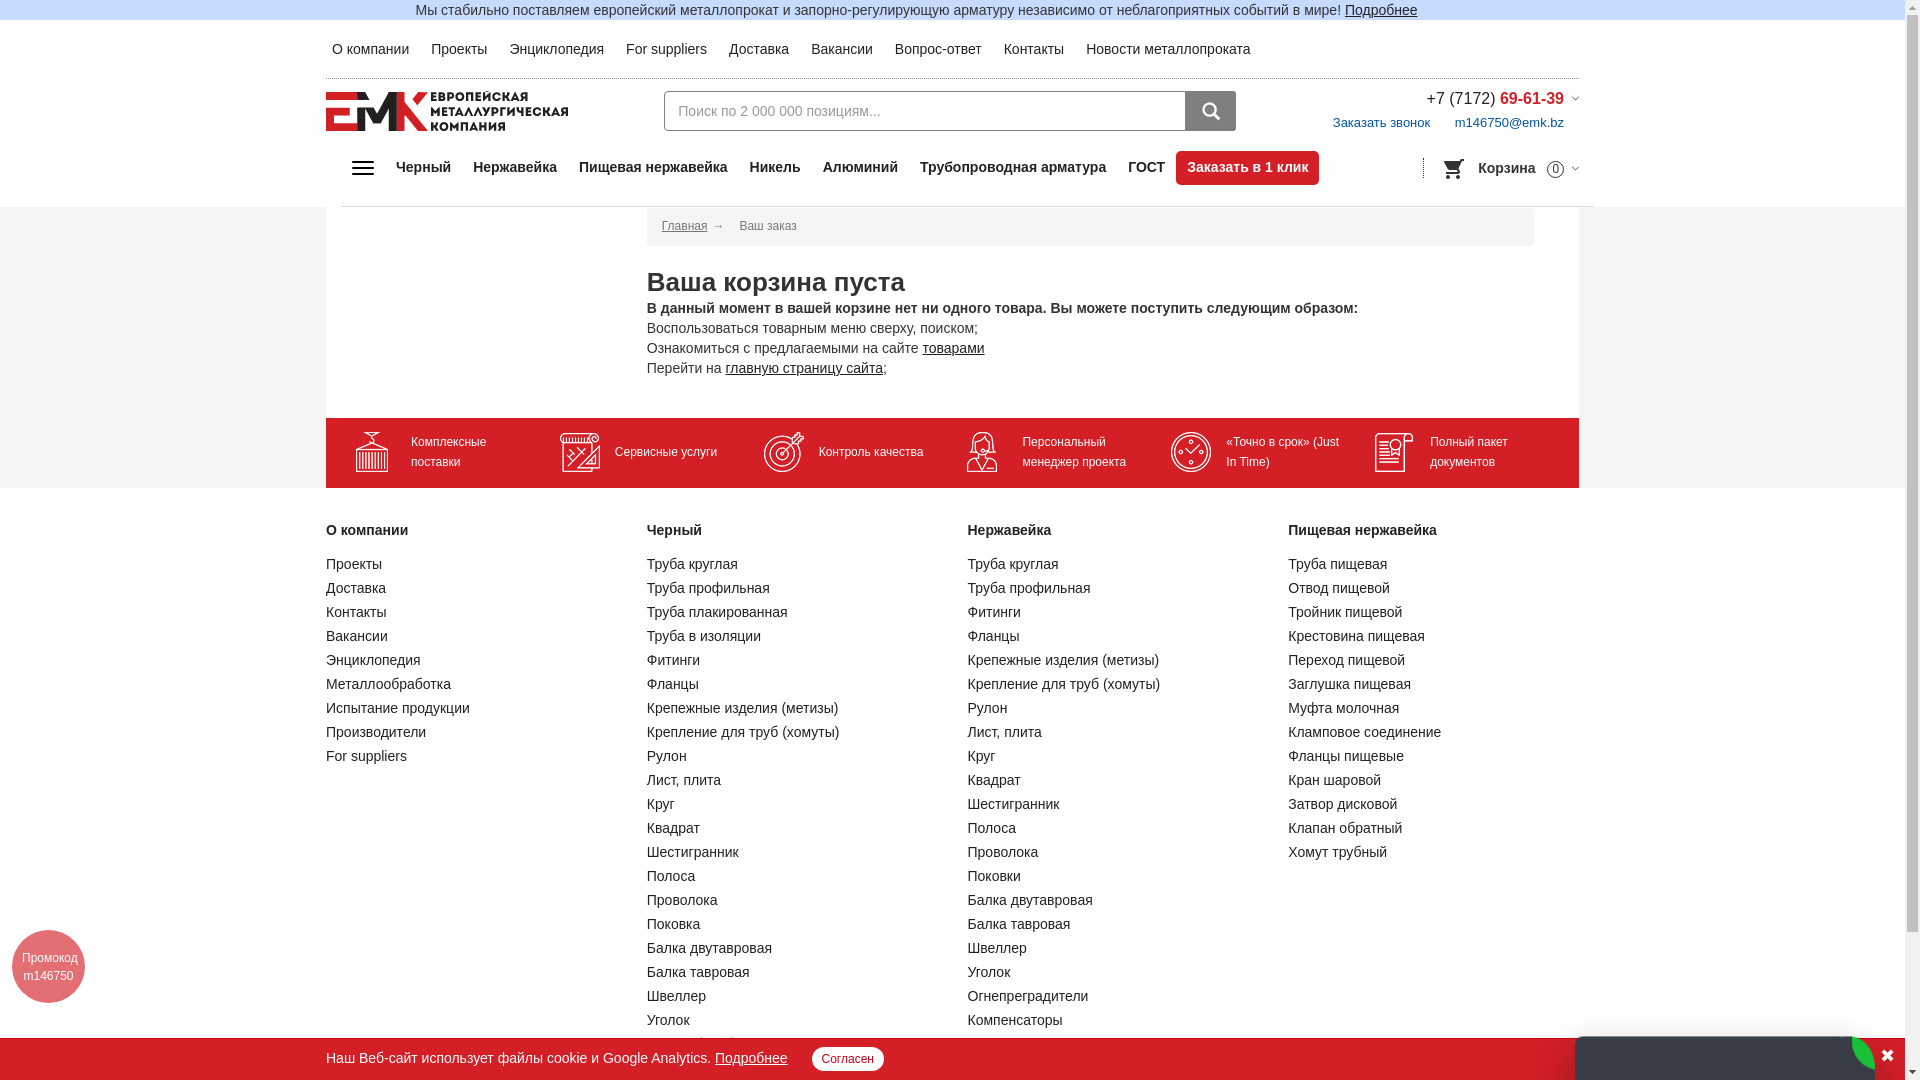 Мы стабильно поставляем европейский металлопрокат и запорно-регулирующую арматуру независимо от неблагоприятных событий в мире! Подробнее
О компании Проекты Энциклопедия For suppliers Доставка Вакансии Вопрос-ответ Контакты Новости металлопроката
ЕМК ЕВРОПЕЙСКАЯ
МЕТАЛЛУРГИЧЕСКАЯ
КОМПАНИЯ
Поиск по 2 000 000 позициям...
+7 (7172) 69-61-39
Заказать звонок m146750@emk.bz
Черный Нержавейка Пищевая нержавейка Никель Алюминий Трубопроводная арматура ГОСТ Заказать в 1 клик Корзина 0
Главная → Ваш заказ
Ваша корзина пуста
В данный момент в вашей корзине нет ни одного товара. Вы можете поступить следующим образом:
Воспользоваться товарным меню сверху, поиском;
Ознакомиться с предлагаемыми на сайте товарами
Перейти на главную страницу сайта;
Комплексные
поставки
Сервисные услуги
Контроль качества
Персональный
менеджер проекта
«Точно в срок» (Just
In Time)
Полный пакет
документов
О компании
Проекты
Доставка
Контакты
Вакансии
Энциклопедия
Металлообработка
Испытание продукции
Производители
For suppliers
Черный
Труба круглая
Труба профильная
Труба плакированная
Труба в изоляции
Фитинги
Фланцы
Крепежные изделия (метизы)
Крепление для труб (хомуты)
Рулон
Лист, плита
Круг
Квадрат
Шестигранник
Полоса
Проволока
Поковка
Балка двутавровая
Балка тавровая
Швеллер
Уголок
Нержавейка
Труба круглая
Труба профильная
Фитинги
Фланцы
Крепежные изделия (метизы)
Крепление для труб (хомуты)
Рулон
Лист, плита
Круг
Квадрат
Шестигранник
Полоса
Проволока
Поковки
Балка двутавровая
Балка тавровая
Швеллер
Уголок
Огнепреградители
Компенсаторы
Пищевая нержавейка
Труба пищевая
Отвод пищевой
Тройник пищевой
Крестовина пищевая
Переход пищевой
Заглушка пищевая
Муфта молочная
Кламповое соединение
Фланцы пищевые
Кран шаровой
Затвор дисковой
Клапан обратный
Хомут трубный
Промокод
m146750
Наш Веб-сайт использует файлы cookie и Google Analytics. Подробнее Согласен